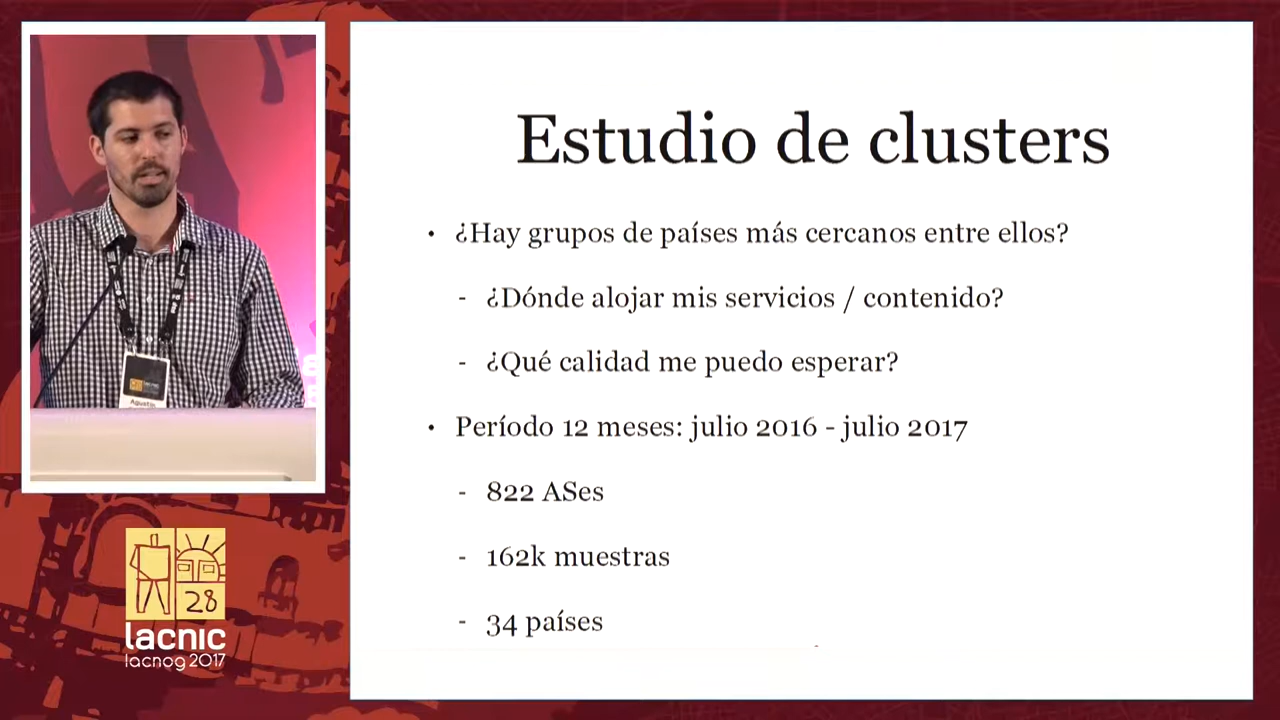 Estudio de clusters
• ¿Hay grupos de países más cercanos entre ellos?
- ¿Dónde alojar mis servicios / contenido?
- ¿Qué calidad me puedo esperar?
• Período 12 meses: julio 2016 - julio 2017
- 822 ASes
- 162k muestras
- 34 países
lacnic
Agustín
28
lacnic
lacnog 2017